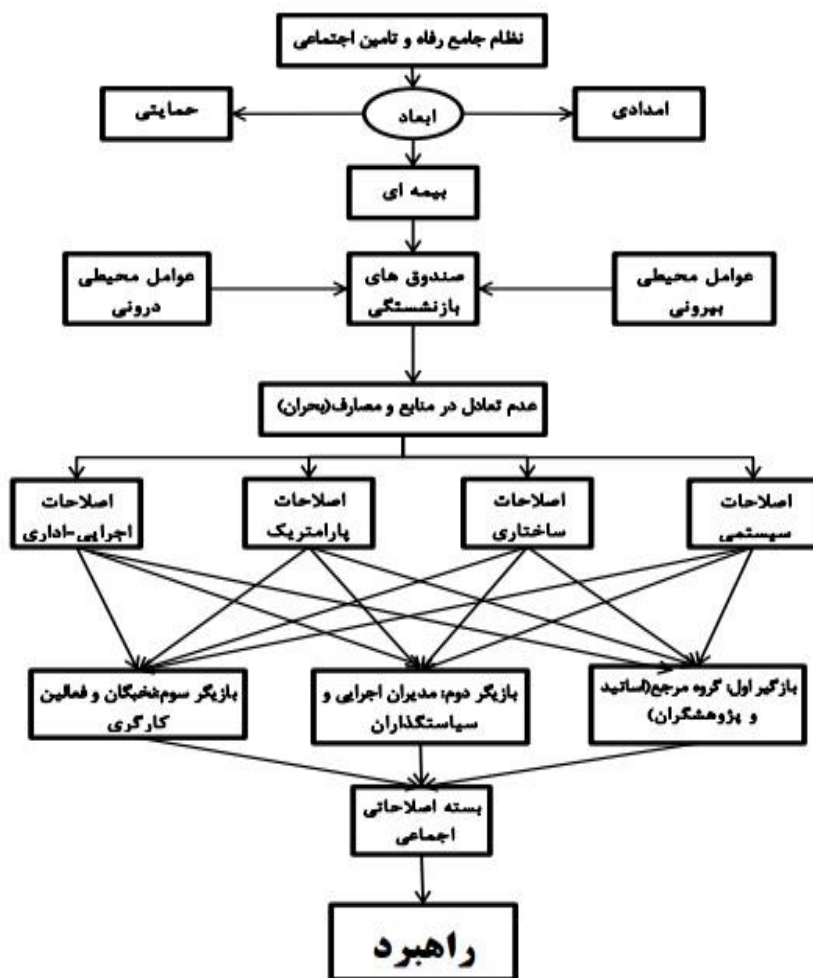 نظام جامع رفاه و تامین اجتماعی
امدادی
ابعاد
حمایتی
بیمه ای
عوامل محیطی
بیرونی
صندوق های
بازنشستگی
عوامل محیطی
درونی
عدم تعادل در منابع و مصارف(بحران)
اصلاحات
سیستمی
اصلاحات
ساختاری
اصلاحات
پارامتریک
اصلاحات
اجرایی-اداری
بازگیر اول: گروه مرجع(اساتید
و پژوهشگران)
بازیگر دوم: مدیران اجرایی و
سیاستگذاران
بازیگر سوم:نخبگان و فعالین
کارگری
بسته اصلاحاتی
اجماعی
راهبرد